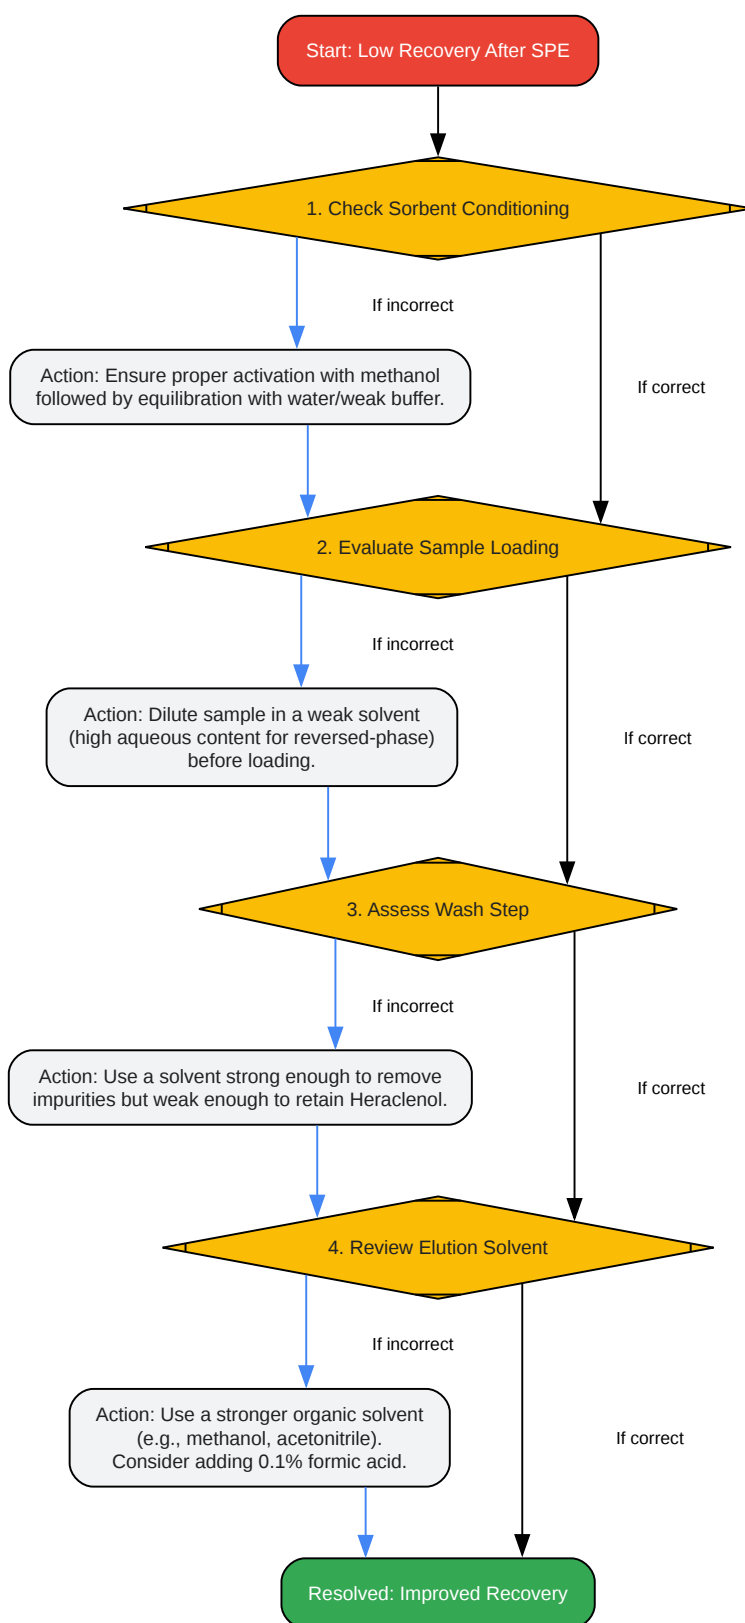 Start: Low Recovery After SPE
1. Check Sorbent Conditioning
If incorrect
Action: Ensure proper activation with methanol
followed by equilibration with water/weak buffer.
If correct
2. Evaluate Sample Loading
If incorrect
Action: Dilute sample in a weak solvent
(high aqueous content for reversed-phase)
before loading.
If correct
3. Assess Wash Step
If incorrect
Action: Use a solvent strong enough to remove
impurities but weak enough to retain Heraclenol.
If correct
4. Review Elution Solvent
If incorrect
Action: Use a stronger organic solvent
(e.g., methanol, acetonitrile).
Consider adding 0.1% formic acid.
If correct
Resolved: Improved Recovery